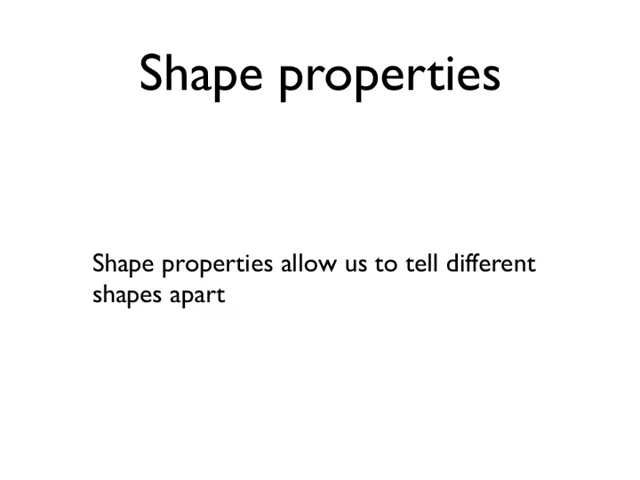 Shape properties
Shape properties allow us to tell different
shapes apart